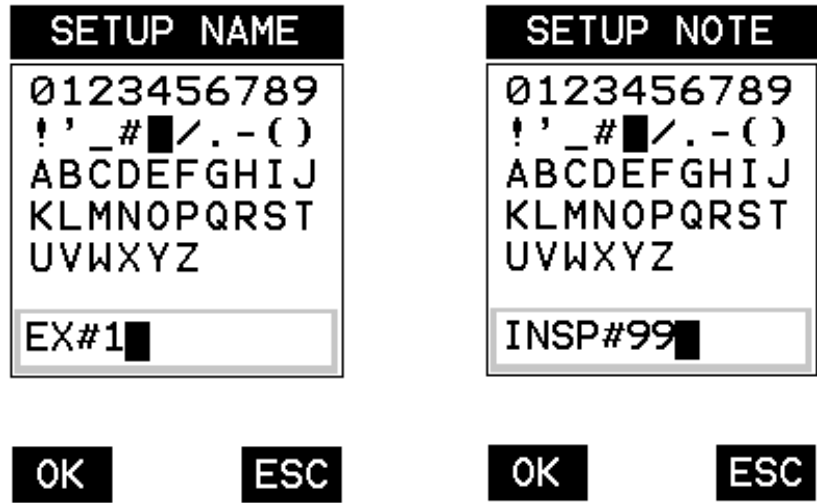 SETUP NAME
0123456789
!'_# /.-()
ABCDEFGHIJ
KLMNOPQRST
UVWXYZ
EX#1
OK ESC
SETUP NOTE
0123456789
!'_# /.-()
ABCDEFGHIJ
KLMNOPQRST
UVWXYZ
INSP#99
OK ESC